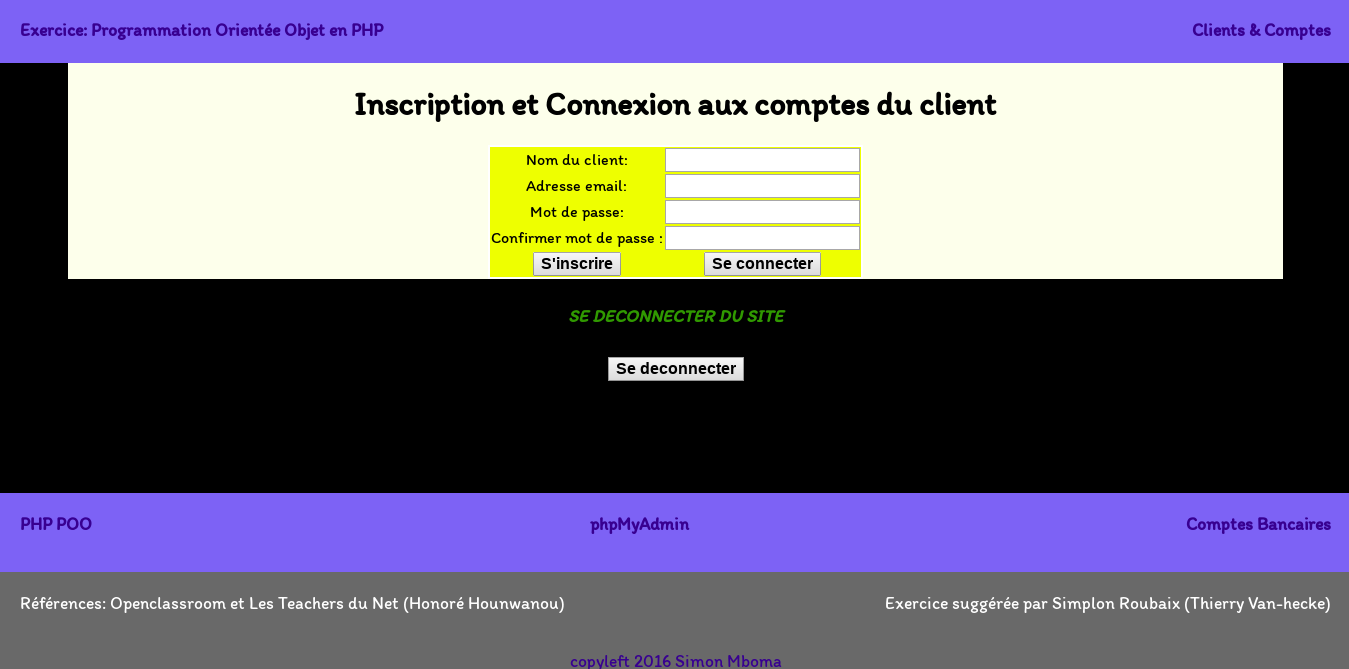 Exercice: Programmation Orientée Objet en PHP
Clients & Comptes
Inscription et Connexion aux comptes du client
Nom du client:
Adresse email:
Mot de passe:
Confirmer mot de passe :
S'inscrire
Se connecter
SE DECONNECTER DU SITE
Se deconnecter
PHP POO
phpMyAdmin
Comptes Bancaires
Références: Openclassroom et Les Teachers du Net (Honoré Hounwanou)
Exercice suggérée par Simplon Roubaix (Thierry Van-hecke)
copyleft 2016 Simon Mboma